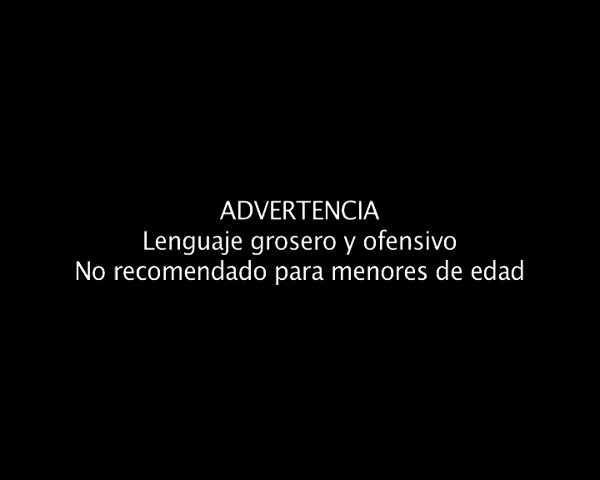 ADVERTENCIA
Lenguaje grosero y ofensivo
No recomendado para menores de edad